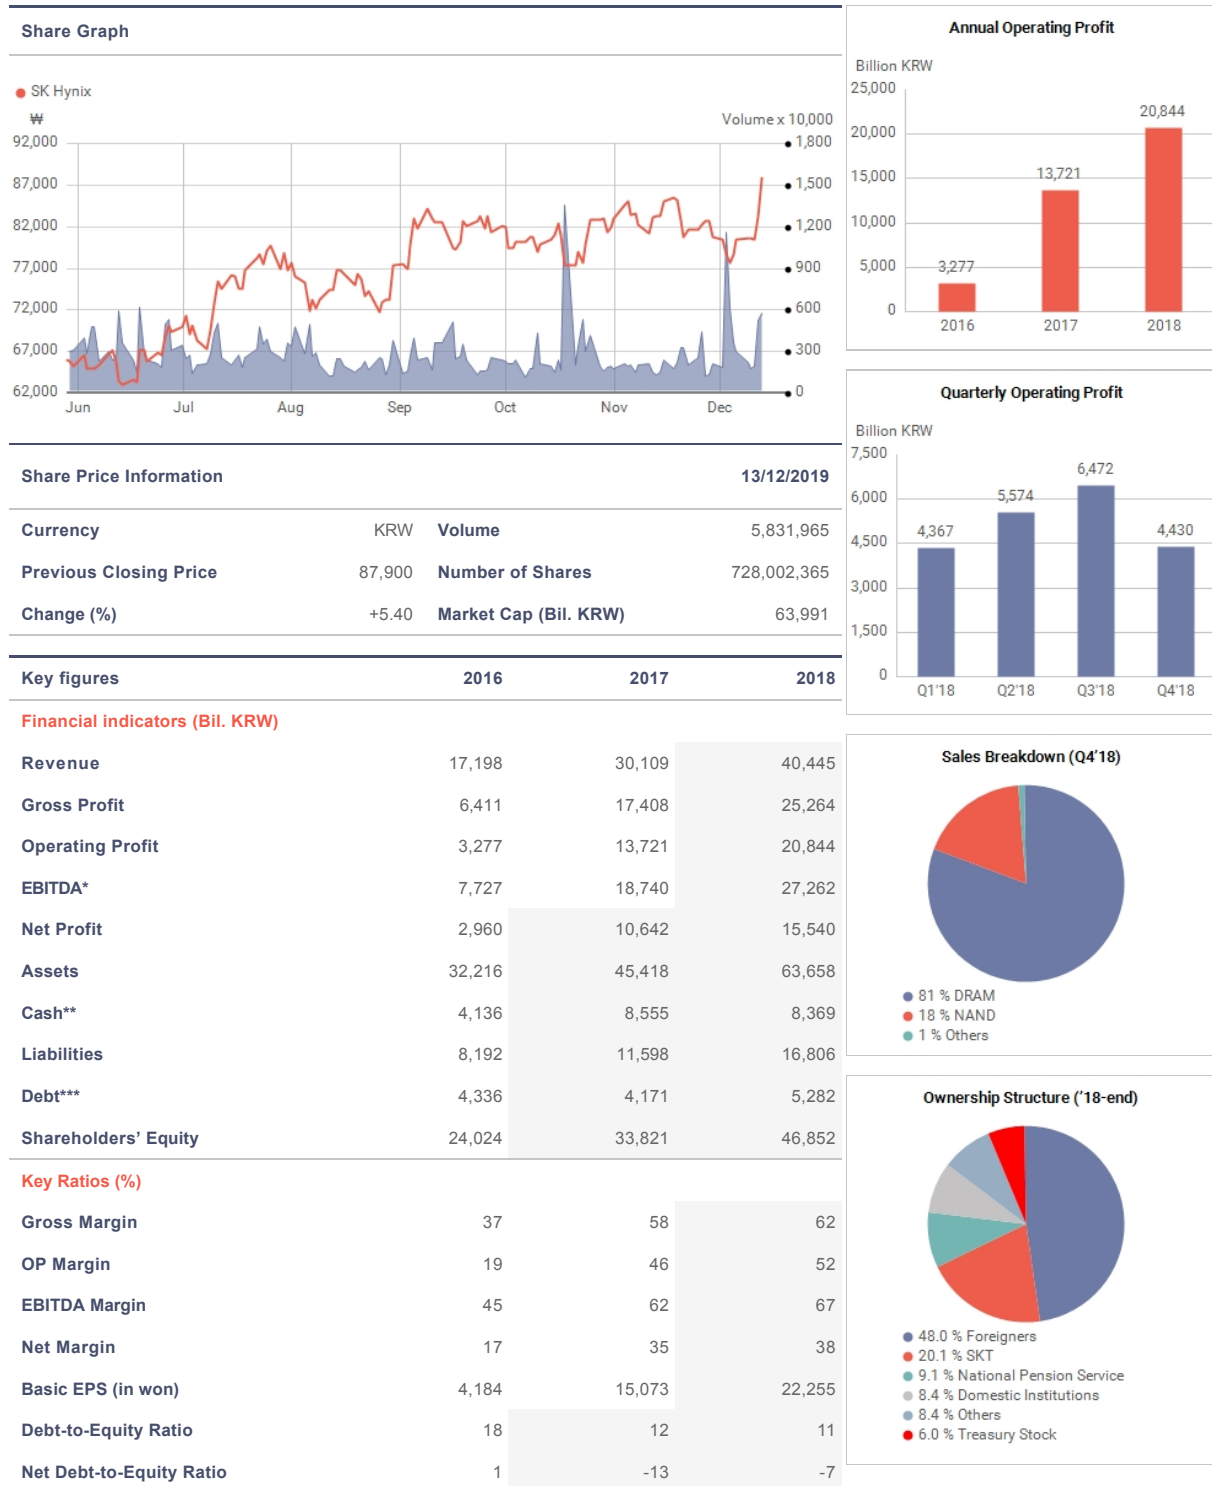 Share Graph
SK Hynix
₩
Volume x 10,000
92,000
87,000
82,000
77,000
72,000
67,000
62,000
1,800
1,500
1,200
900
600
300
0
Jun Jul Aug Sep Oct Nov Dec
Share Price Information 13/12/2019
Currency KRW Volume 5,831,965
Previous Closing Price 87,900 Number of Shares 728,002,365
Change (%) +5.40 Market Cap (Bil. KRW) 63,991
Key figures 2016 2017 2018
Financial indicators (Bil. KRW)
Revenue 17,198 30,109 40,445
Gross Profit 6,411 17,408 25,264
Operating Profit 3,277 13,721 20,844
EBITDA* 7,727 18,740 27,262
Net Profit 2,960 10,642 15,540
Assets 32,216 45,418 63,658
Cash** 4,136 8,555 8,369
Liabilities 8,192 11,598 16,806
Debt*** 4,336 4,171 5,282
Shareholders’ Equity 24,024 33,821 46,852
Key Ratios (%)
Gross Margin 37 58 62
OP Margin 19 46 52
EBITDA Margin 45 62 67
Net Margin 17 35 38
Basic EPS (in won) 4,184 15,073 22,255
Debt-to-Equity Ratio 18 12 11
Net Debt-to-Equity Ratio 1 -13 -7
Annual Operating Profit
Billion KRW
25,000
20,000
15,000
10,000
5,000
0
3,277
13,721
20,844
2016 2017 2018
Quarterly Operating Profit
Billion KRW
7,500
6,000
4,500
3,000
1,500
0
4,367
5,574
6,472
4,430
Q1'18 Q2'18 Q3'18 Q4'18
Sales Breakdown (Q4’18)
81 % DRAM
18 % NAND
1 % Others
Ownership Structure (’18-end)
48.0 % Foreigners
20.1 % SKT
9.1 % National Pension Service
8.4 % Domestic Institutions
8.4 % Others
6.0 % Treasury Stock